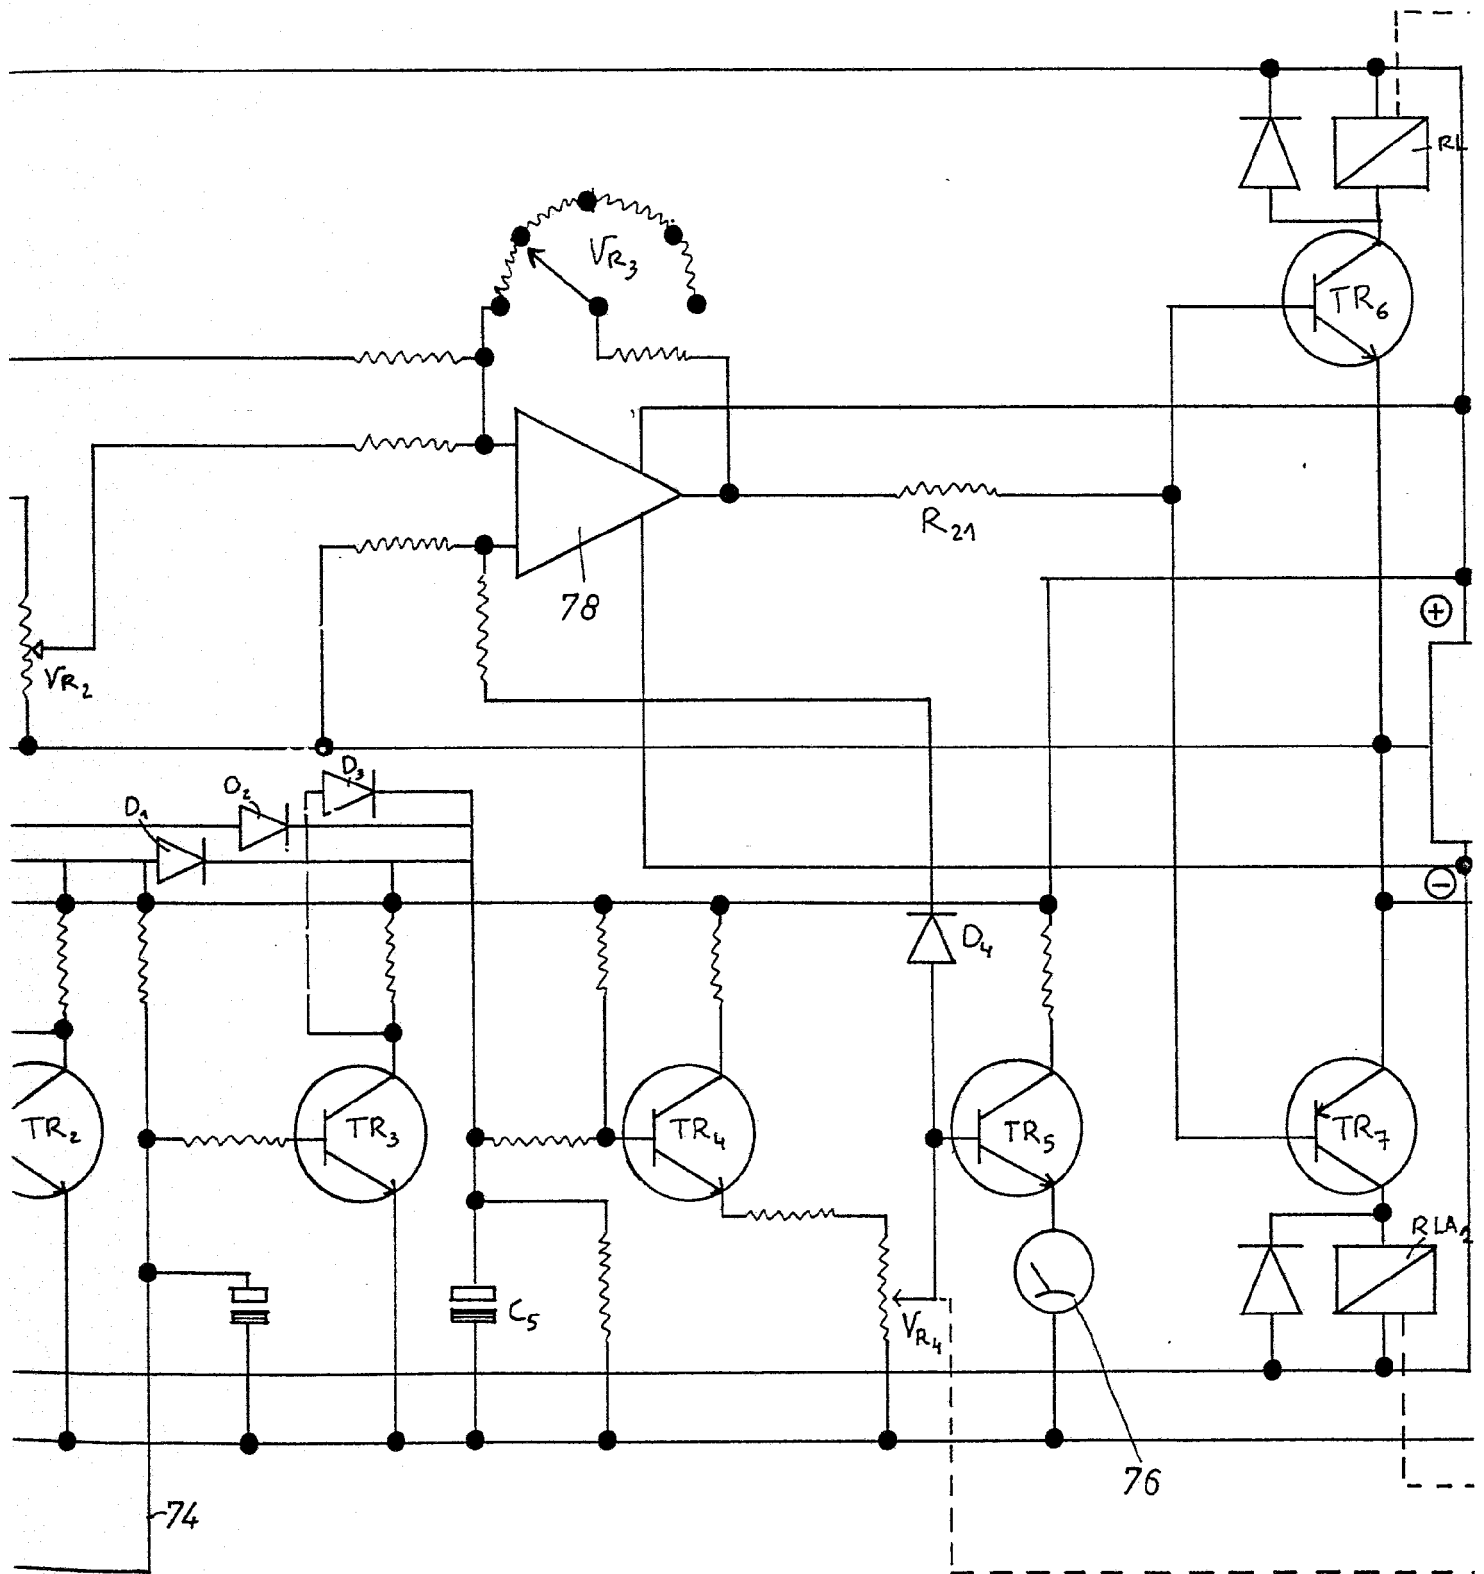 RL
VR3
TR6
R21
78
+
VR2
D3
D2
D1
−
D4
TR2
TR3
TR4
TR5
TR7
RLA2
C5
VR4
76
74